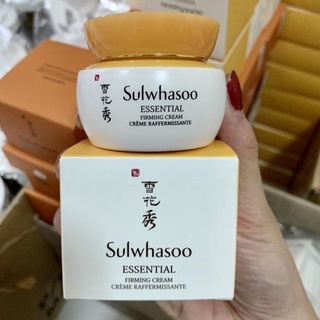 雪花秀
Sulwhasoo
ESSENTIAL
FIRMING CREAM
CRÈME RAFFERMISSANTE
雪花秀
Sulwhasoo
ESSENTIAL
FIRMING CREAM
CRÈME RAFFERMISSANTE